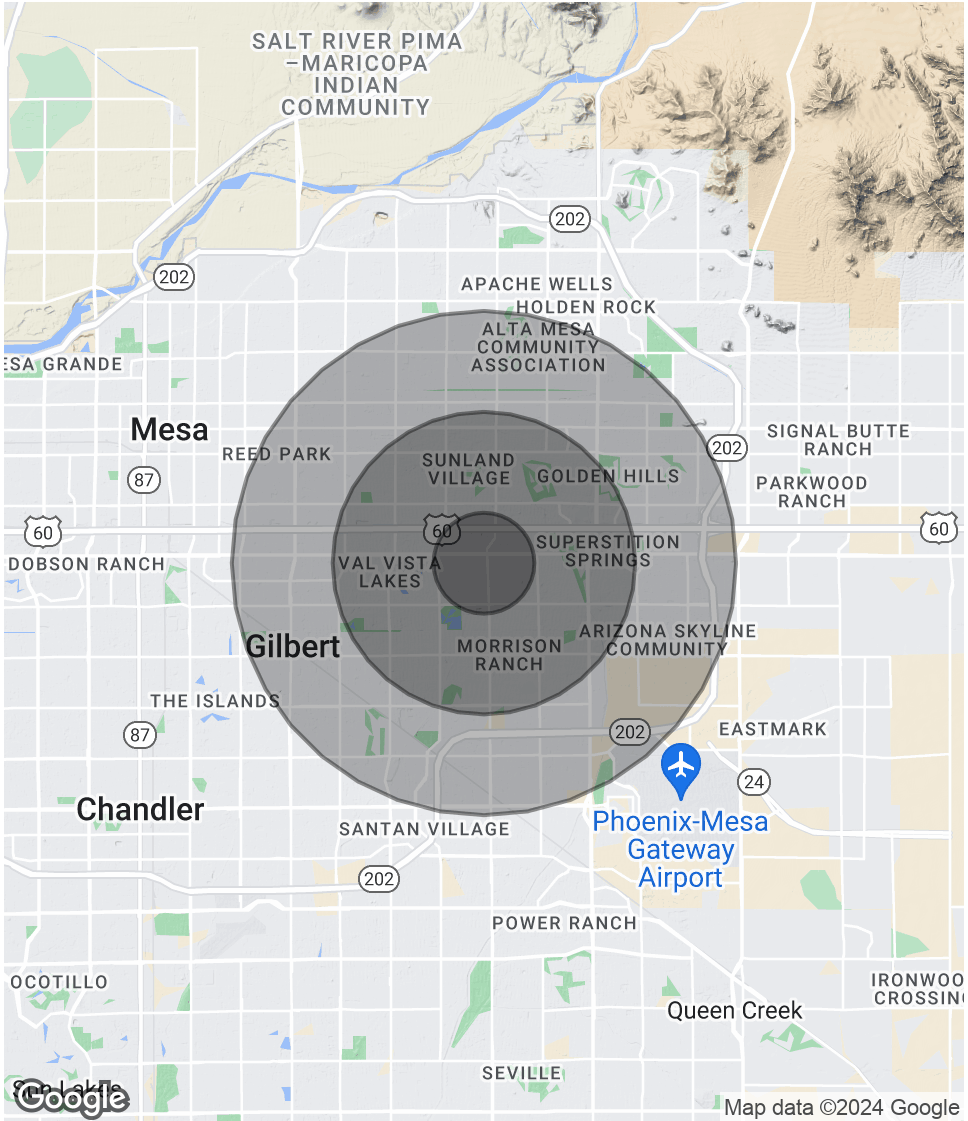 SALT RIVER PIMA
–MARICOPA
INDIAN
COMMUNITY
202
202
APACHE WELLS
HOLDEN ROCK
ALTA MESA
COMMUNITY
ASSOCIATION
ESA GRANDE
Mesa
REED PARK
SUNLAND
VILLAGE
GOLDEN HILLS
202
SIGNAL BUTTE
RANCH
87
PARKWOOD
RANCH
60
60
60
DOBSON RANCH
VAL VISTA
LAKES
SUPERSTITION
SPRINGS
Gilbert
MORRISON
RANCH
ARIZONA SKYLINE
COMMUNITY
THE ISLANDS
87
202
EASTMARK
24
Chandler
SANTAN VILLAGE
Phoenix-Mesa
Gateway
Airport
202
POWER RANCH
OCOTILLO
IRONWOO
CROSSING
Queen Creek
SEVILLE
Sun Lakes
Google
Map data ©2024 Google